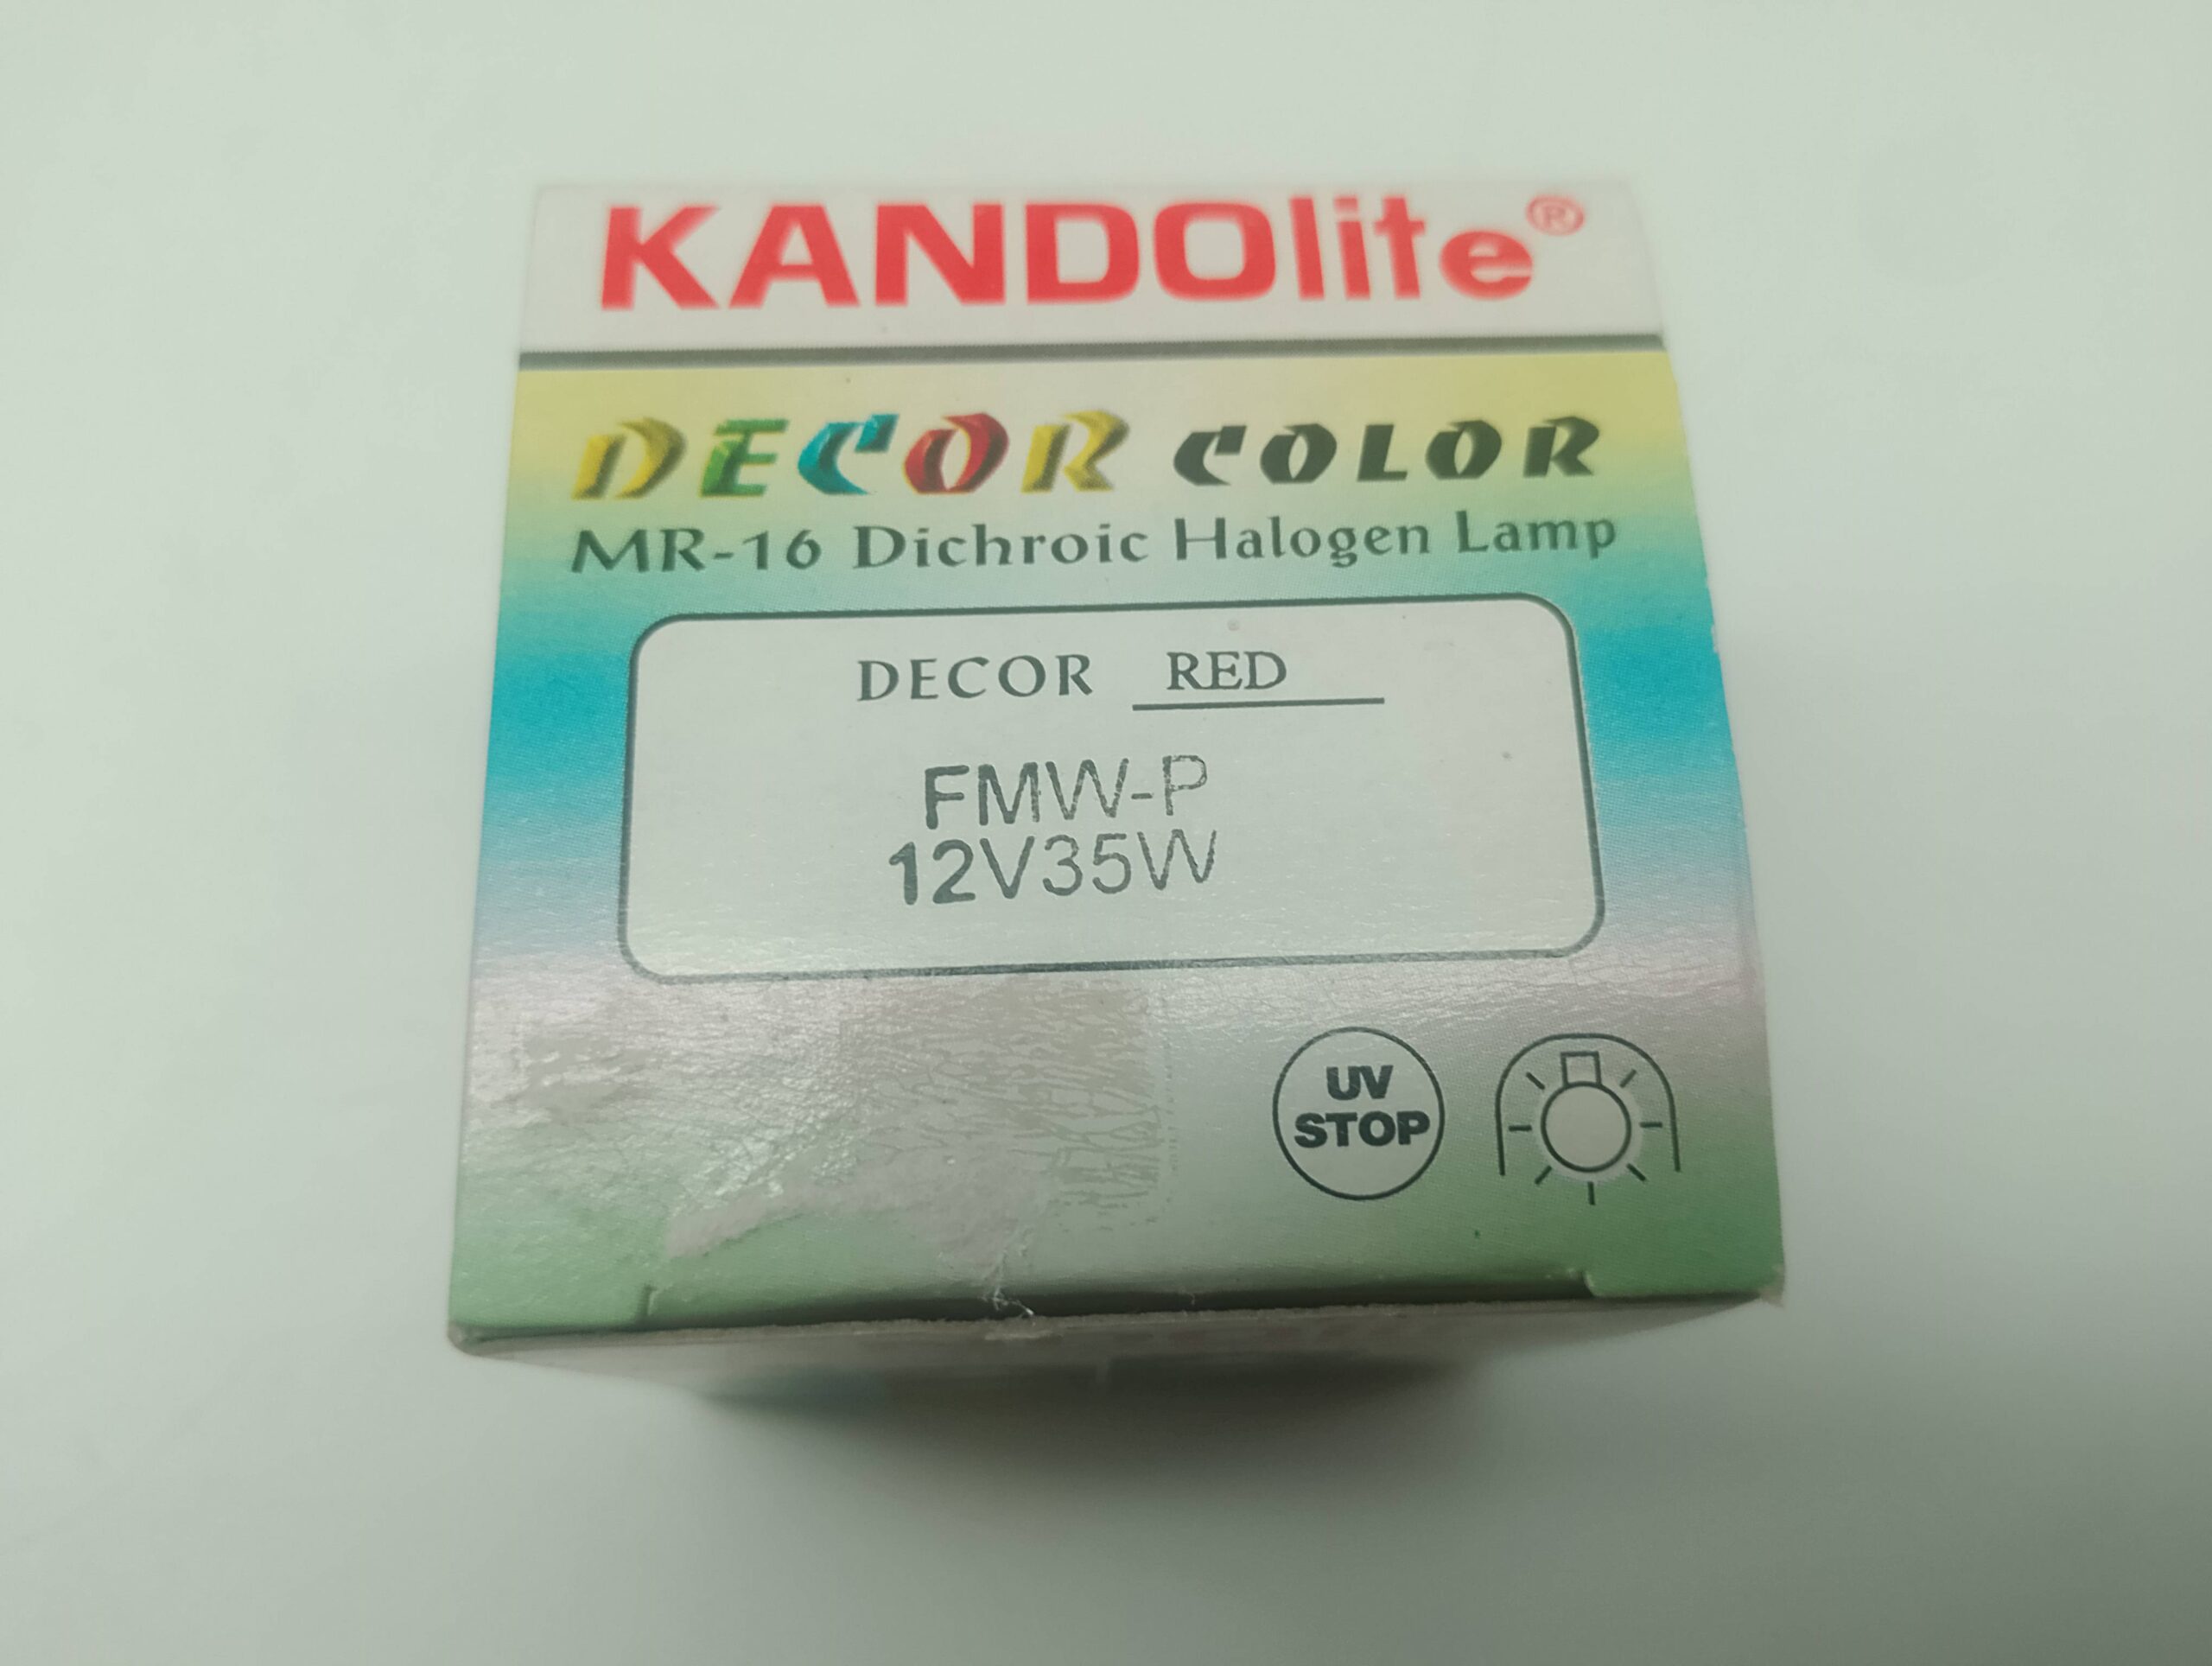 KANDOlite®
DECOR COLOR
MR-16 Dichroic Halogen Lamp
DECOR RED
FMW-P
12V35W
UV
STOP